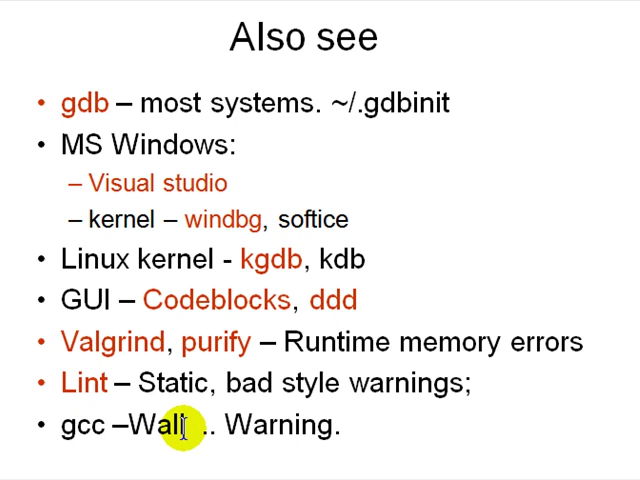 Also see
• gdb – most systems. ~/.gdbinit
• MS Windows:
– Visual studio
– kernel – windbg, softice
• Linux kernel - kgdb, kdb
• GUI – Codeblocks, ddd
• Valgrind, purify – Runtime memory errors
• Lint – Static, bad style warnings;
• gcc –Wall .. Warning.